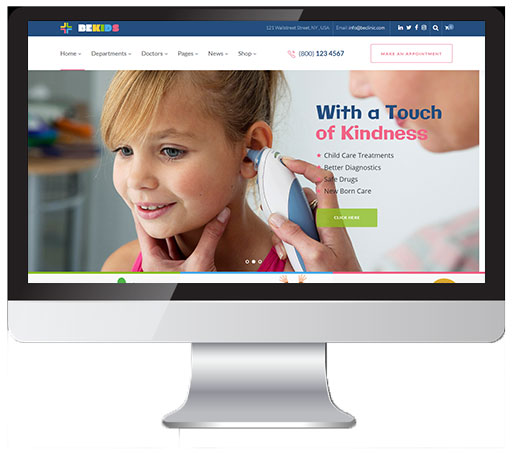 BEKIDS
121 Wallstreet Street, NY, USA
Email: info@beclinic.com
Home Departments Doctors Pages News Shop
(800) 123 4567
MAKE AN APPOINTMENT
With a Touch
of Kindness
Child Care Treatments
Better Diagnostics
Safe Drugs
New Born Care
CLICK HERE